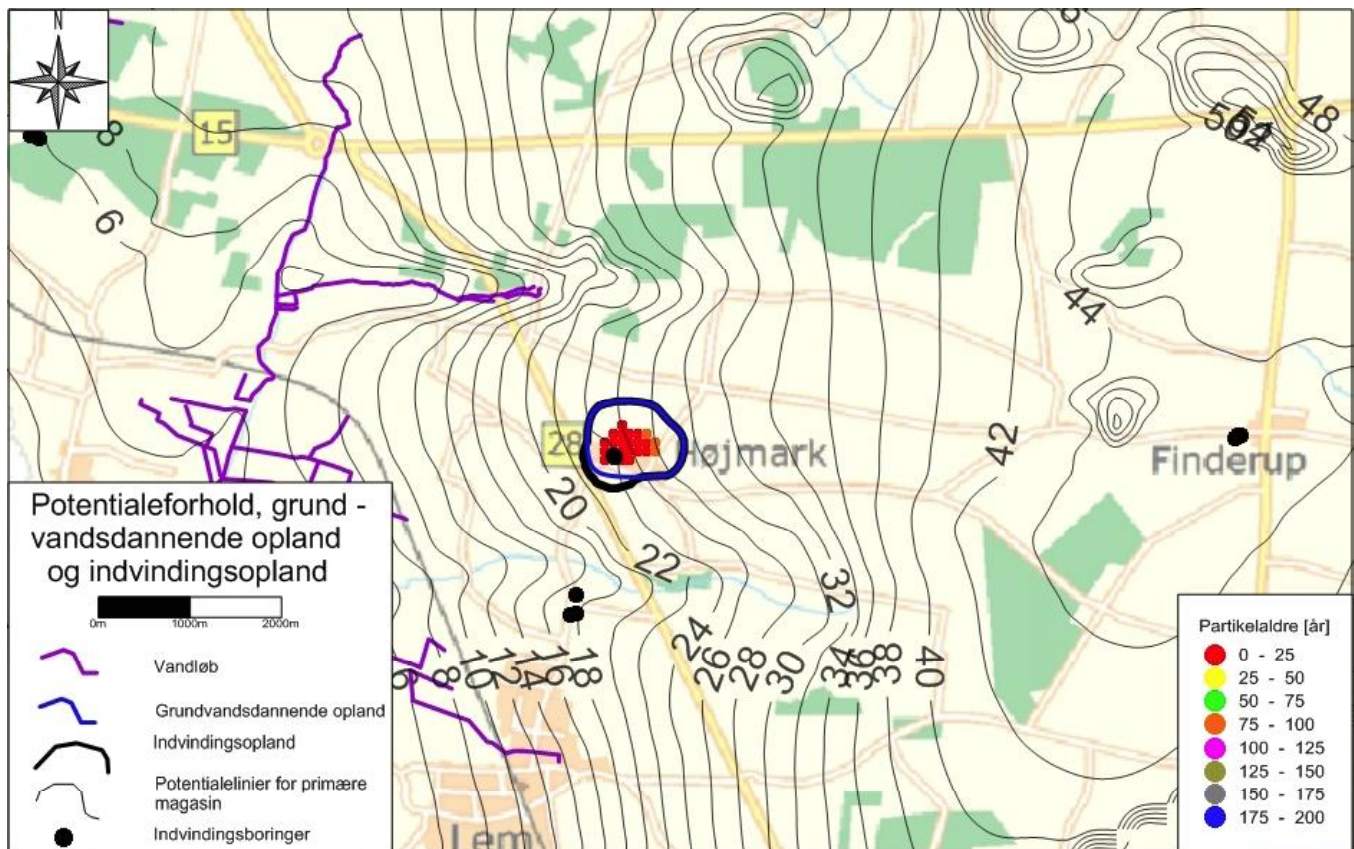 N
15
8
6
48
50
54
52
44
42
28
Højmark
Finderup
20
22
32
24
6
8
10
12
14
16
18
26
28
30
34
36
38
40
Lem
Potentialeforhold, grund -
vandsdannende opland
og indvindingsopland
0m 1000m 2000m
Vandløb
Grundvandsdannende opland
Indvindingsopland
Potentialelinier for primære
magasin
Indvindingsboringer
Partikelaldre [år]
0 - 25
25 - 50
50 - 75
75 - 100
100 - 125
125 - 150
150 - 175
175 - 200